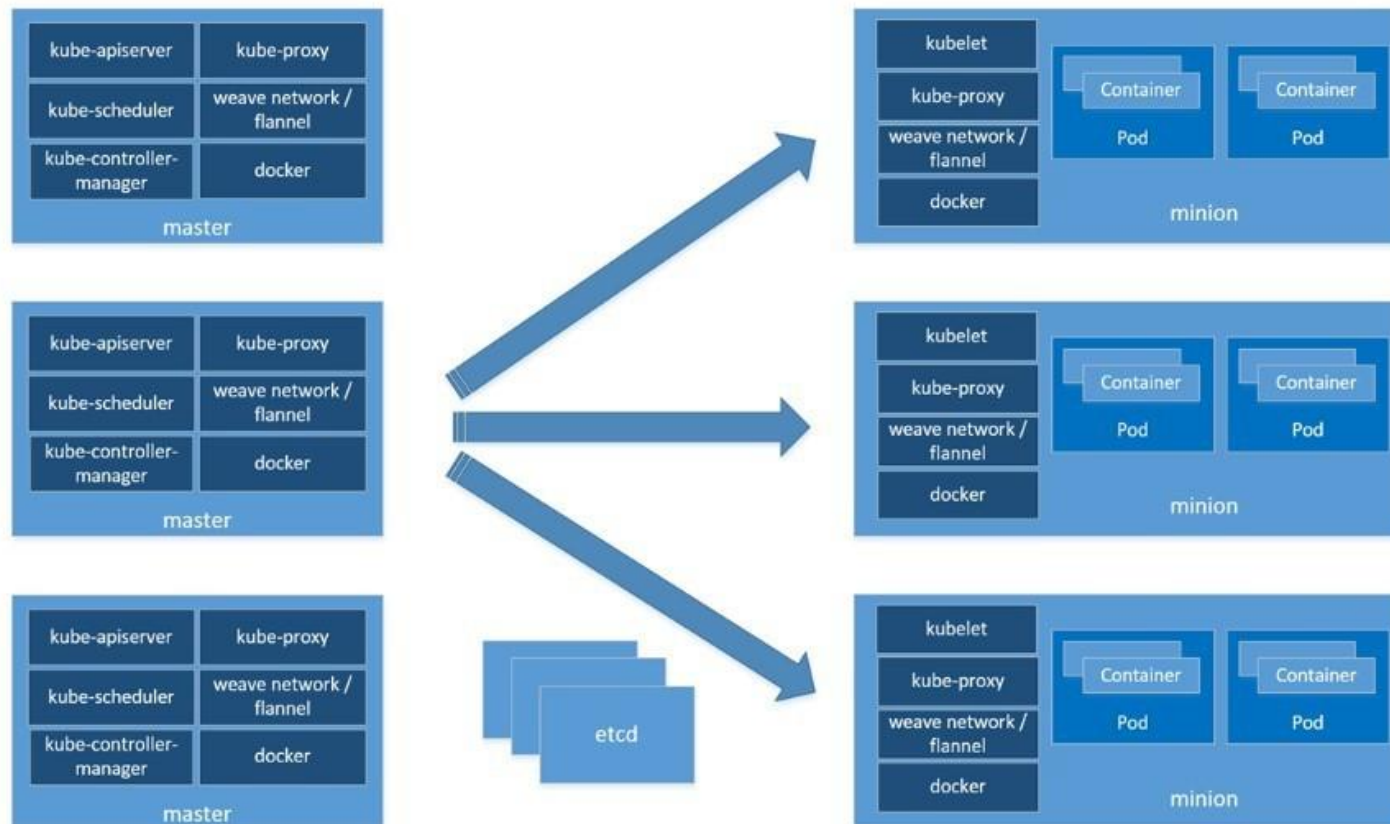 kube-apiserver
kube-proxy
kube-scheduler
weave network /
flannel
kube-controller-
manager
docker
master
kubelet
kube-proxy
weave network /
flannel
docker
Container
Pod
Container
Pod
minion
kube-apiserver
kube-proxy
kube-scheduler
weave network /
flannel
kube-controller-
manager
docker
master
kubelet
kube-proxy
weave network /
flannel
docker
Container
Pod
Container
Pod
minion
kube-apiserver
kube-proxy
kube-scheduler
weave network /
flannel
kube-controller-
manager
docker
master
etcd
kubelet
kube-proxy
weave network /
flannel
docker
Container
Pod
Container
Pod
minion